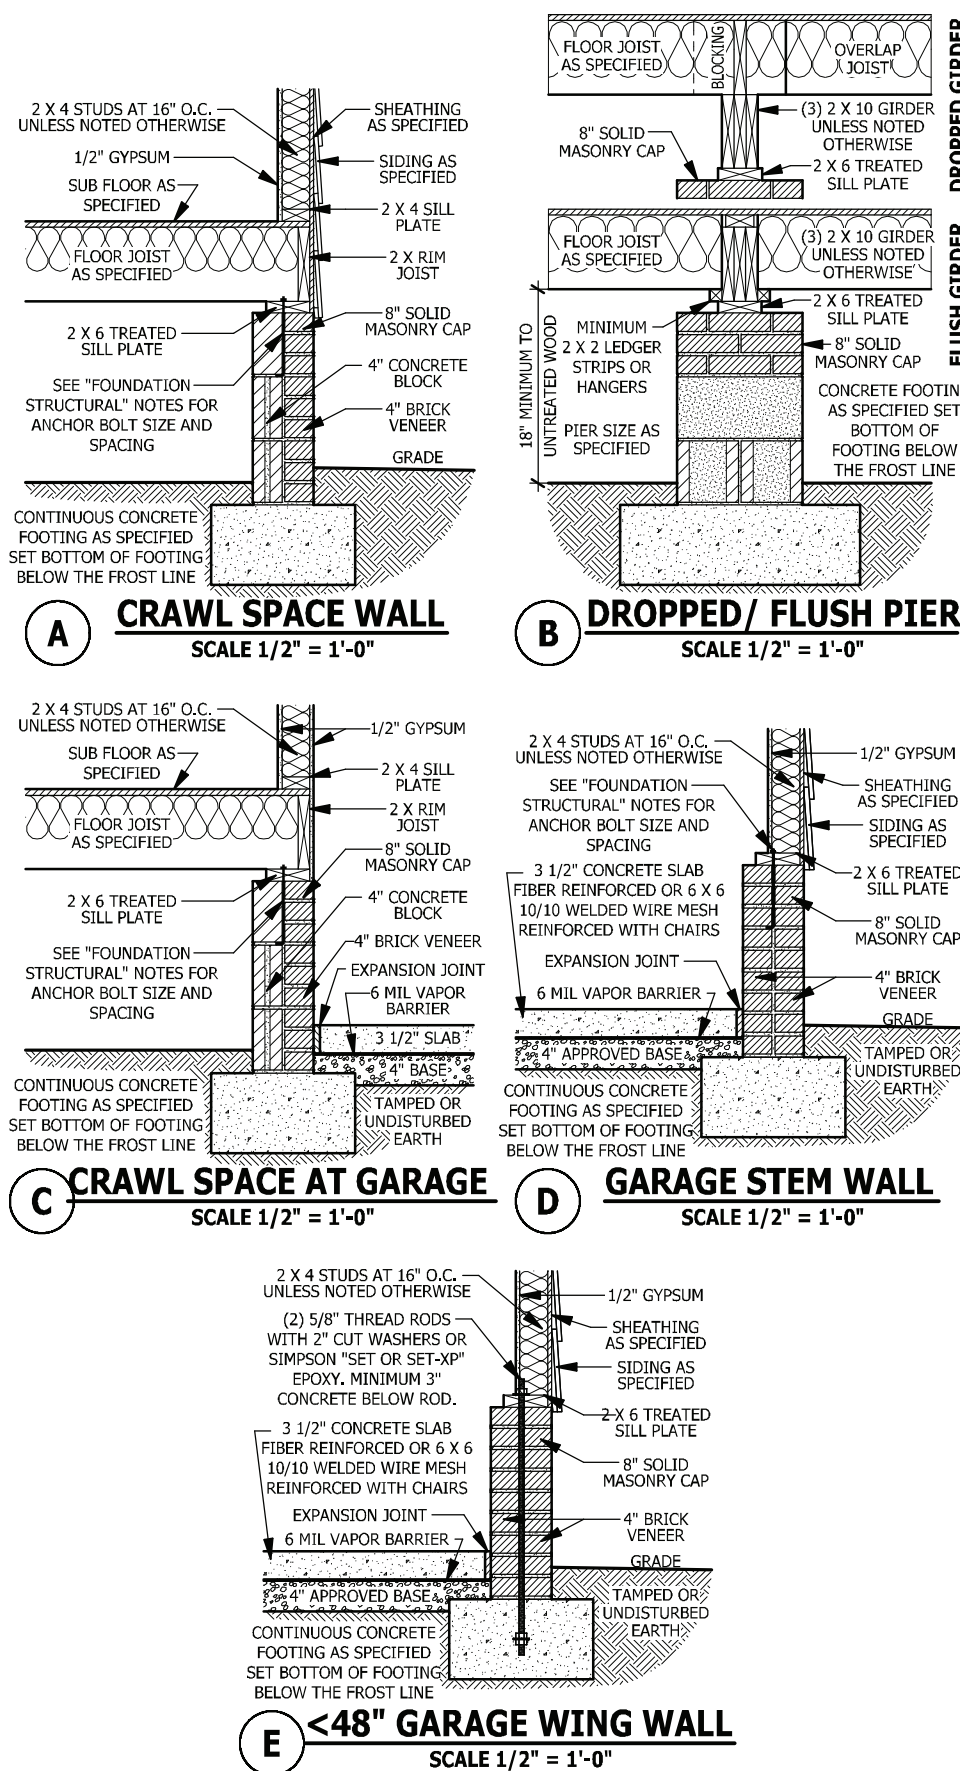 2 X 4 STUDS AT 16" O.C.
UNLESS NOTED OTHERWISE
1/2" GYPSUM
SUB FLOOR AS
SPECIFIED
FLOOR JOIST
AS SPECIFIED
2 X 6 TREATED
SILL PLATE
SEE "FOUNDATION
STRUCTURAL" NOTES FOR
ANCHOR BOLT SIZE AND
SPACING
CONTINUOUS CONCRETE
FOOTING AS SPECIFIED
SET BOTTOM OF FOOTING
BELOW THE FROST LINE
SHEATHING
AS SPECIFIED
SIDING AS
SPECIFIED
2 X 4 SILL
PLATE
2 X RIM
JOIST
8" SOLID
MASONRY CAP
4" CONCRETE
BLOCK
4" BRICK
VENEER
GRADE
A
CRAWL SPACE WALL
SCALE 1/2" = 1'-0"
FLOOR JOIST
AS SPECIFIED
BLOCKING
OVERLAP
JOIST
8" SOLID
MASONRY CAP
(3) 2 X 10 GIRDER
UNLESS NOTED
OTHERWISE
2 X 6 TREATED
SILL PLATE
DROPPED GIRDER
FLOOR JOIST
AS SPECIFIED
(3) 2 X 10 GIRDER
UNLESS NOTED
OTHERWISE
2 X 6 TREATED
SILL PLATE
FLUSH GIRDER
18" MINIMUM TO
UNTREATED WOOD
MINIMUM
2 X 2 LEDGER
STRIPS OR
HANGERS
PIER SIZE AS
SPECIFIED
8" SOLID
MASONRY CAP
CONCRETE FOOTIN
AS SPECIFIED SET
BOTTOM OF
FOOTING BELOW
THE FROST LINE
B
DROPPED/ FLUSH PIER
SCALE 1/2" = 1'-0"
2 X 4 STUDS AT 16" O.C.
UNLESS NOTED OTHERWISE
SUB FLOOR AS
SPECIFIED
FLOOR JOIST
AS SPECIFIED
2 X 6 TREATED
SILL PLATE
SEE "FOUNDATION
STRUCTURAL" NOTES FOR
ANCHOR BOLT SIZE AND
SPACING
CONTINUOUS CONCRETE
FOOTING AS SPECIFIED
SET BOTTOM OF FOOTING
BELOW THE FROST LINE
1/2" GYPSUM
2 X 4 SILL
PLATE
2 X RIM
JOIST
8" SOLID
MASONRY CAP
4" CONCRETE
BLOCK
4" BRICK VENEER
EXPANSION JOINT
6 MIL VAPOR
BARRIER
3 1/2" SLAB
4" BASE
TAMPED OR
UNDISTURBED
EARTH
C
CRAWL SPACE AT GARAGE
SCALE 1/2" = 1'-0"
2 X 4 STUDS AT 16" O.C.
UNLESS NOTED OTHERWISE
SEE "FOUNDATION
STRUCTURAL" NOTES FOR
ANCHOR BOLT SIZE AND
SPACING
3 1/2" CONCRETE SLAB
FIBER REINFORCED OR 6 X 6
10/10 WELDED WIRE MESH
REINFORCED WITH CHAIRS
EXPANSION JOINT
6 MIL VAPOR BARRIER
4" APPROVED BASE
CONTINUOUS CONCRETE
FOOTING AS SPECIFIED
SET BOTTOM OF FOOTING
BELOW THE FROST LINE
1/2" GYPSUM
SHEATHING
AS SPECIFIED
SIDING AS
SPECIFIED
2 X 6 TREATED
SILL PLATE
8" SOLID
MASONRY CAP
4" BRICK
VENEER
GRADE
TAMPED OR
UNDISTURBED
EARTH
D
GARAGE STEM WALL
SCALE 1/2" = 1'-0"
2 X 4 STUDS AT 16" O.C.
UNLESS NOTED OTHERWISE
(2) 5/8" THREAD RODS
WITH 2" CUT WASHERS OR
SIMPSON "SET OR SET-XP"
EPOXY. MINIMUM 3"
CONCRETE BELOW ROD.
3 1/2" CONCRETE SLAB
FIBER REINFORCED OR 6 X 6
10/10 WELDED WIRE MESH
REINFORCED WITH CHAIRS
EXPANSION JOINT
6 MIL VAPOR BARRIER
4" APPROVED BASE
CONTINUOUS CONCRETE
FOOTING AS SPECIFIED
SET BOTTOM OF FOOTING
BELOW THE FROST LINE
1/2" GYPSUM
SHEATHING
AS SPECIFIED
SIDING AS
SPECIFIED
2 X 6 TREATED
SILL PLATE
8" SOLID
MASONRY CAP
4" BRICK
VENEER
GRADE
TAMPED OR
UNDISTURBED
EARTH
E
<48" GARAGE WING WALL
SCALE 1/2" = 1'-0"